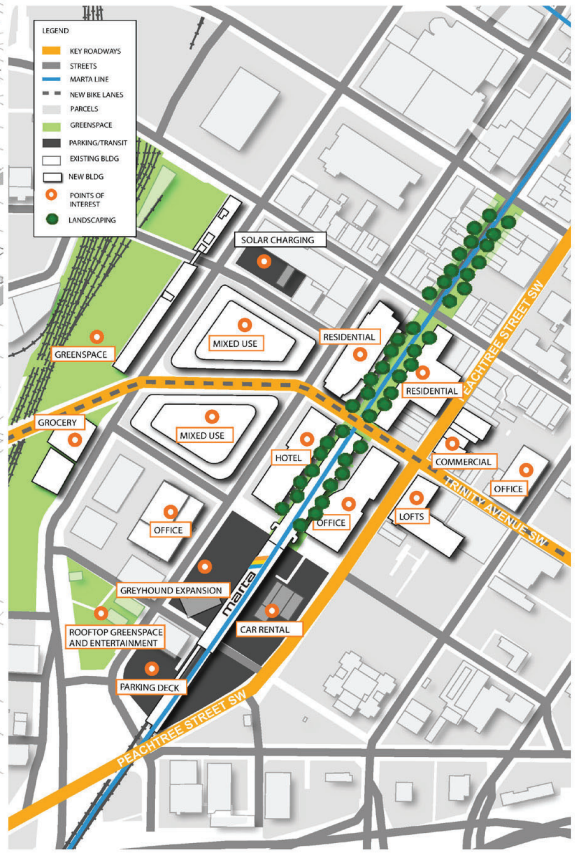 LEGEND
KEY ROADWAYS
STREETS
MARTA LINE
NEW BIKE LANES
PARCELS
GREENSPACE
PARKING/TRANSIT
EXISTING BLDG
NEW BLDG
POINTS OF
INTEREST
LANDSCAPING
SOLAR CHARGING
MIXED USE
RESIDENTIAL
GREENSPACE
RESIDENTIAL
PEACHTREE STREET SW
GROCERY
MIXED USE
HOTEL
COMMERCIAL
OFFICE
TRINITY AVENUE SW
OFFICE
OFFICE
LOFTS
GREYHOUND EXPANSION
marta
CAR RENTAL
ROOFTOP GREENSPACE
AND ENTERTAINMENT
PARKING DECK
PEACHTREE STREET SW